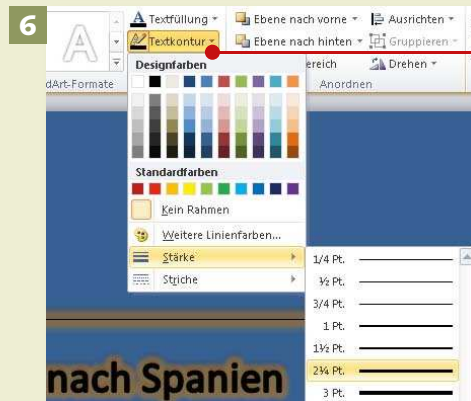 6
A Textfüllung Ebene nach vorne Ausrichten
A Textkontur Ebene nach hinten Gruppieren
Designfarben ereich Drehen
dArt-Formate Anordnen
Standardfarben
Kein Rahmen
Weitere Linienfarben...
Stärke
Striche
1/4 Pt.
½ Pt.
3/4 Pt.
1 Pt.
1½ Pt.
2¼ Pt.
3 Pt.
nach Spanien